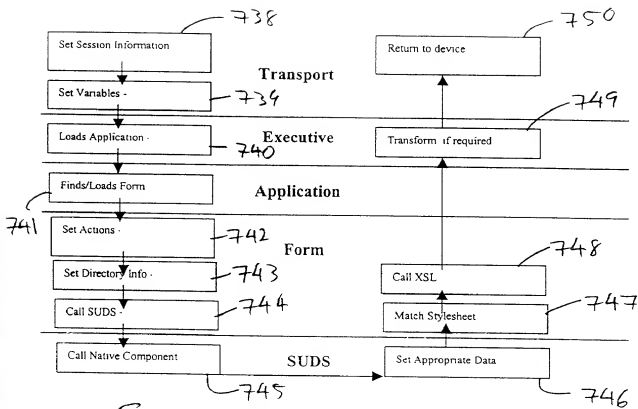 738
Set Session Information
Transport
Set Variables -
739
Loads Application -
740
Executive
Finds/Loads Form
741
Application
Set Actions -
742
Form
Set Directory Info -
743
Call SUDS -
744
Call Native Component
745
SUDS
Set Appropriate Data
746
Match Stylesheet
747
Call XSL
748
Transform if required
749
Return to device
750